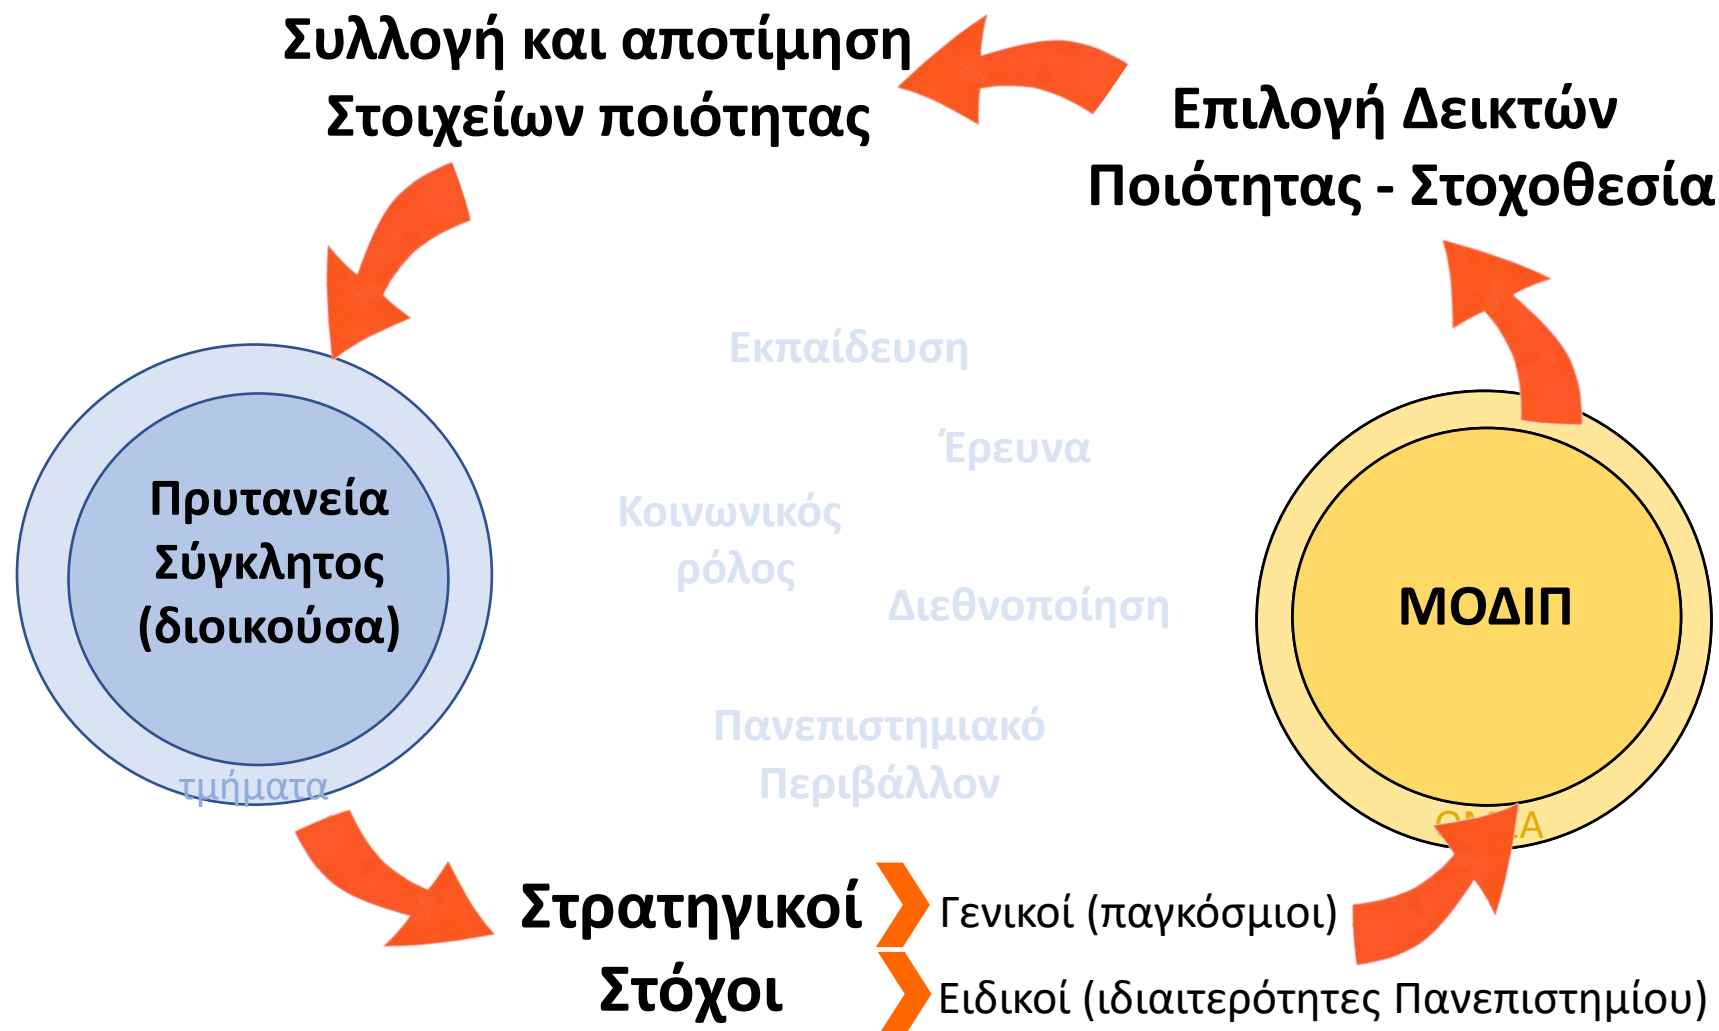 Συλλογή και αποτίμηση
Στοιχείων ποιότητας
Επιλογή Δεικτών
Ποιότητας - Στοχοθεσία
Εκπαίδευση
Έρευνα
Κοινωνικός
ρόλος
Διεθνοποίηση
Πανεπιστημιακό
Περιβάλλον
Πρυτανεία
Σύγκλητος
(διοικούσα)
τμήματα
ΜΟΔΙΠ
Στρατηγικοί
Στόχοι
Γενικοί (παγκόσμιοι)
Ειδικοί (ιδιαιτερότητες Πανεπιστημίου)